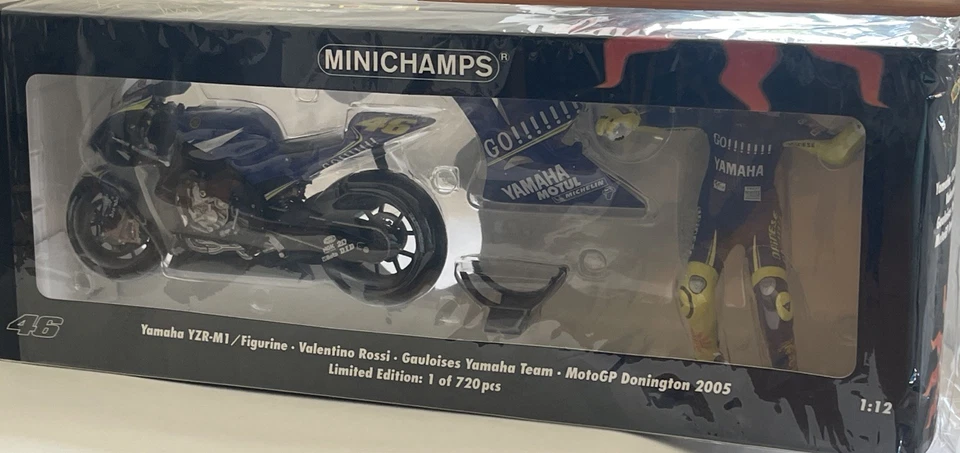 MINICHAMPS®
46
GO!!!!!!!
YAMAHA
MOTUL
MICHELIN
GO!!!!!!!
YAMAHA
46
Yamaha YZR-M1/Figurine · Valentino Rossi · Gauloises Yamaha Team · MotoGP Donington 2005
Limited Edition: 1 of 720 pcs
1:12